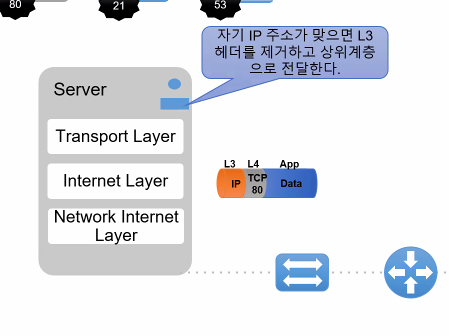 80
21
53
자기 IP 주소가 맞으면 L3
헤더를 제거하고 상위계층
으로 전달한다.
Server
Transport Layer
Internet Layer
Network Internet
Layer
L3 L4 App
IP TCP 80 Data